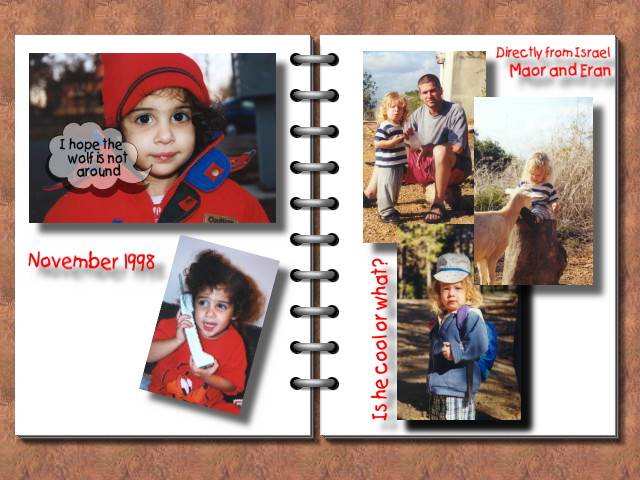 I hope the
wolf is not
around
November 1998
Directly from Israel
Maor and Eran
Is he cool or what?